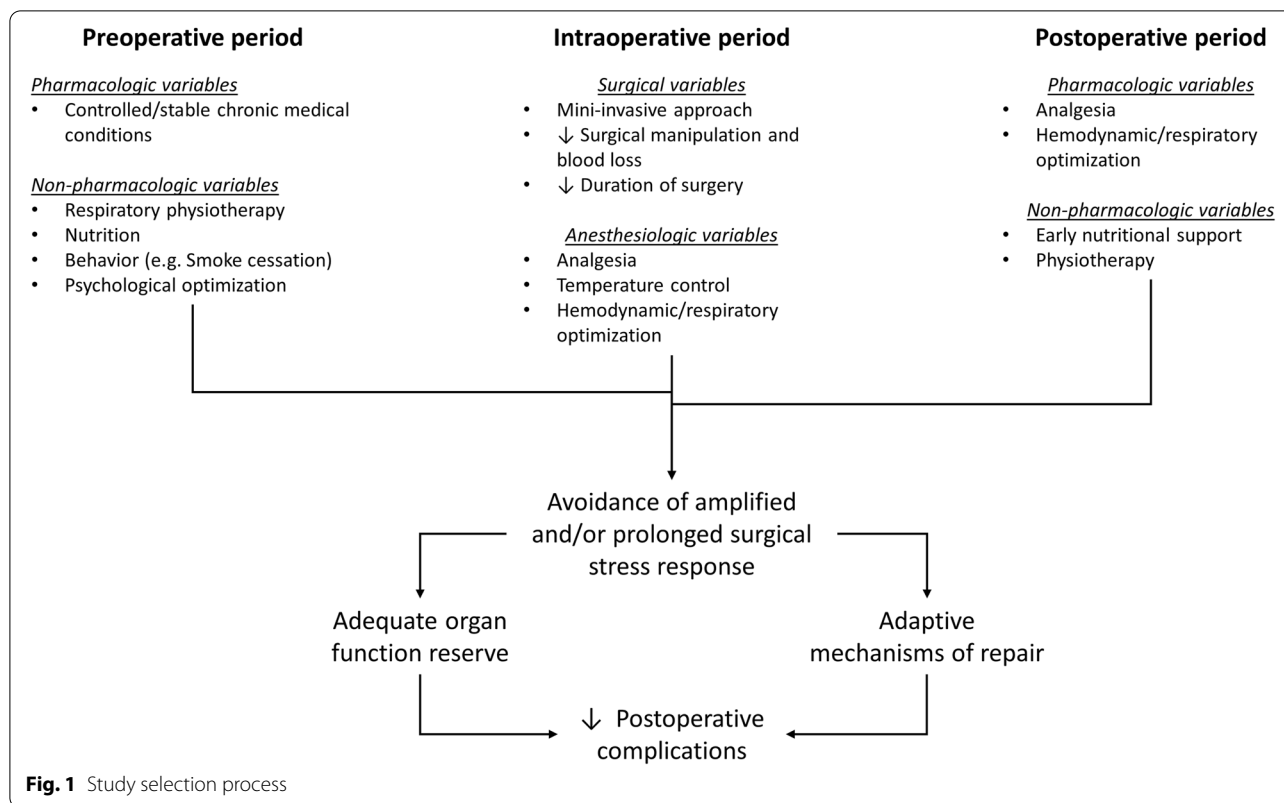 Preoperative period
Pharmacologic variables
• Controlled/stable chronic medical
conditions
Non-pharmacologic variables
• Respiratory physiotherapy
• Nutrition
• Behavior (e.g. Smoke cessation)
• Psychological optimization
Intraoperative period
Surgical variables
• Mini-invasive approach
• ↓ Surgical manipulation and
blood loss
• ↓ Duration of surgery
Anesthesiologic variables
• Analgesia
• Temperature control
• Hemodynamic/respiratory
optimization
Postoperative period
Pharmacologic variables
• Analgesia
• Hemodynamic/respiratory
optimization
Non-pharmacologic variables
• Early nutritional support
• Physiotherapy
Avoidance of amplified
and/or prolonged surgical
stress response
Adequate organ
function reserve
Adaptive
mechanisms of repair
↓ Postoperative
complications
Fig. 1 Study selection process